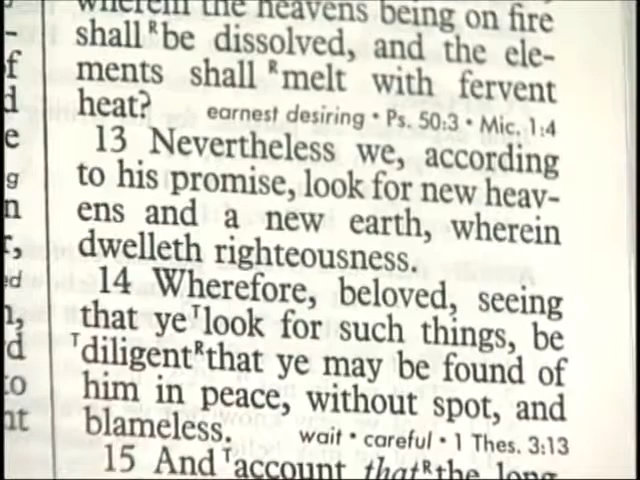 wherein the heavens being on fire
shall ᴿbe dissolved, and the ele-
ments shall ᴿmelt with fervent
heat? earnest desiring • Ps. 50:3 • Mic. 1:4
13 Nevertheless we, according
to his promise, look for new heav-
ens and a new earth, wherein
dwelleth righteousness.
14 Wherefore, beloved, seeing
that ye ᵀlook for such things, be
ᵀdiligent ᴿthat ye may be found of
him in peace, without spot, and
blameless. wait • careful • 1 Thes. 3:13
15 And ᵀaccount that ᴿthe long